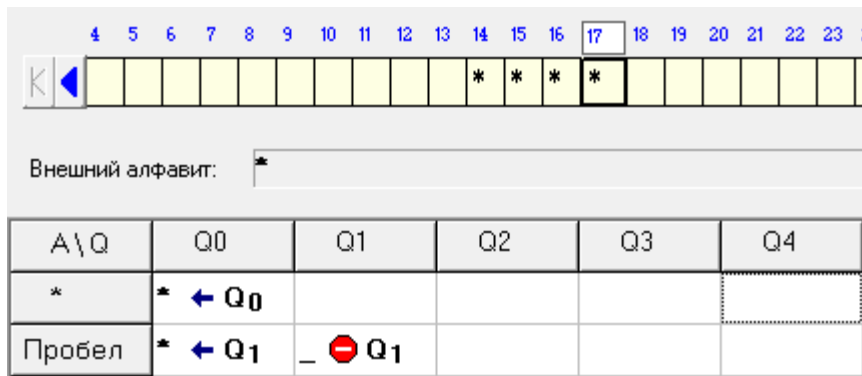 4 5 6 7 8 9 10 11 12 13 14 15 16 17 18 19 20 21 22 23
* * * *
Внешний алфавит: *
A\Q Q0 Q1 Q2 Q3 Q4
* * ← Q0
Пробел * ← Q1 _ Q1